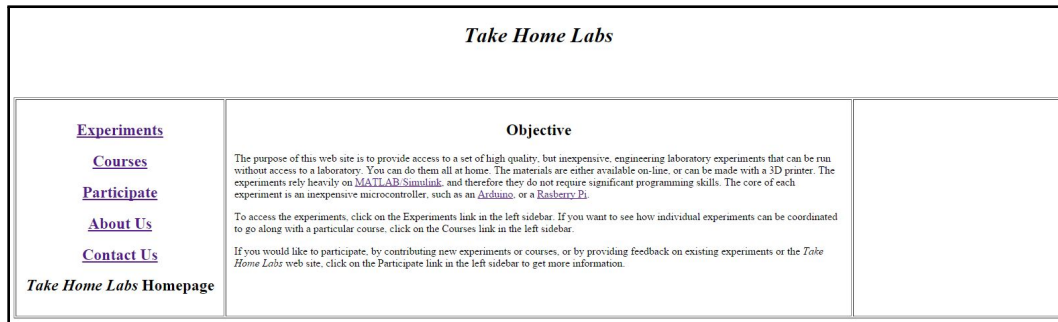 Take Home Labs
Experiments
Courses
Participate
About Us
Contact Us
Take Home Labs Homepage
Objective
The purpose of this web site is to provide access to a set of high quality, but inexpensive, engineering laboratory experiments that can be run
without access to a laboratory. You can do them all at home. The materials are either available on-line, or can be made with a 3D printer. The
experiments rely heavily on MATLAB/Simulink, and therefore they do not require significant programming skills. The core of each
experiment is an inexpensive microcontroller, such as an Arduino, or a Rasberry Pi.
To access the experiments, click on the Experiments link in the left sidebar. If you want to see how individual experiments can be coordinated
to go along with a particular course, click on the Courses link in the left sidebar.
If you would like to participate, by contributing new experiments or courses, or by providing feedback on existing experiments or the Take
Home Labs web site, click on the Participate link in the left sidebar to get more information.